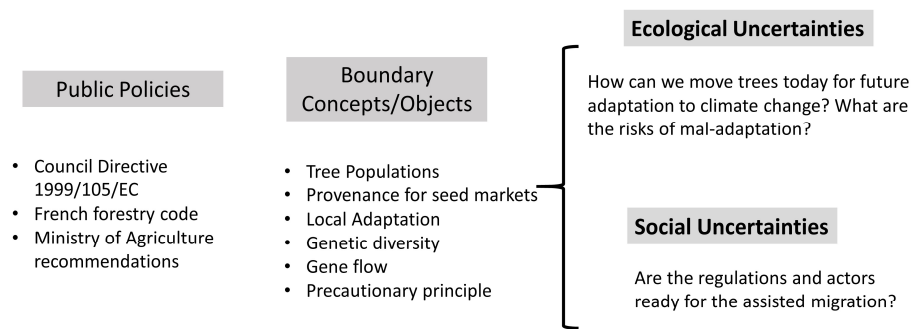 Public Policies
• Council Directive
1999/105/EC
• French forestry code
• Ministry of Agriculture
recommendations
Boundary
Concepts/Objects
• Tree Populations
• Provenance for seed markets
• Local Adaptation
• Genetic diversity
• Gene flow
• Precautionary principle
Ecological Uncertainties
How can we move trees today for future
adaptation to climate change? What are
the risks of mal-adaptation?
Social Uncertainties
Are the regulations and actors
ready for the assisted migration?